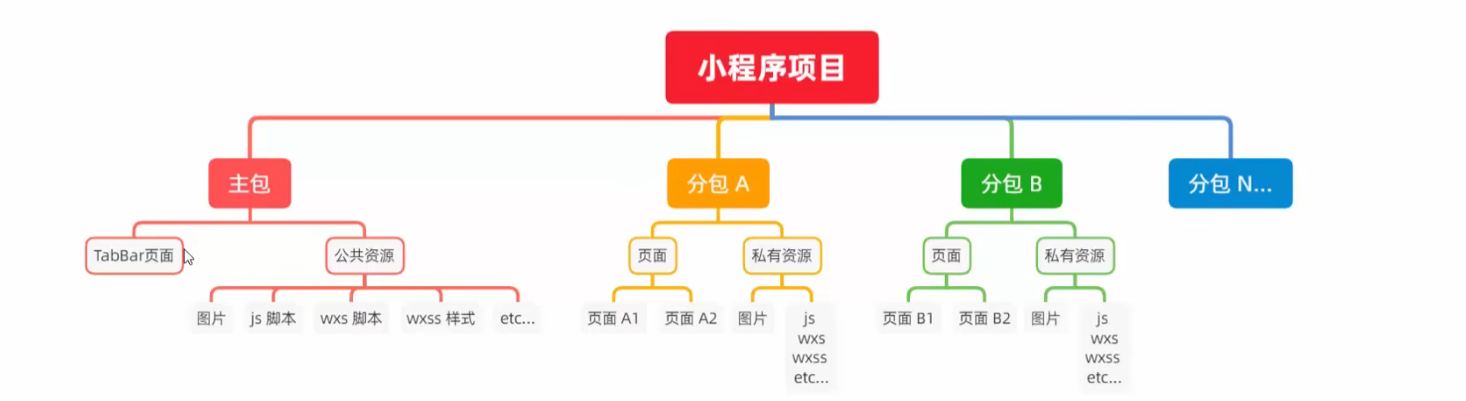 小程序项目
主包
分包 A
分包 B
分包 N...
TabBar页面
公共资源
页面
私有资源
页面
私有资源
图片
js 脚本
wxs 脚本
wxss 样式
etc...
页面 A1
页面 A2
图片
js
wxs
wxss
etc...
页面 B1
页面 B2
图片
js
wxs
wxss
etc...